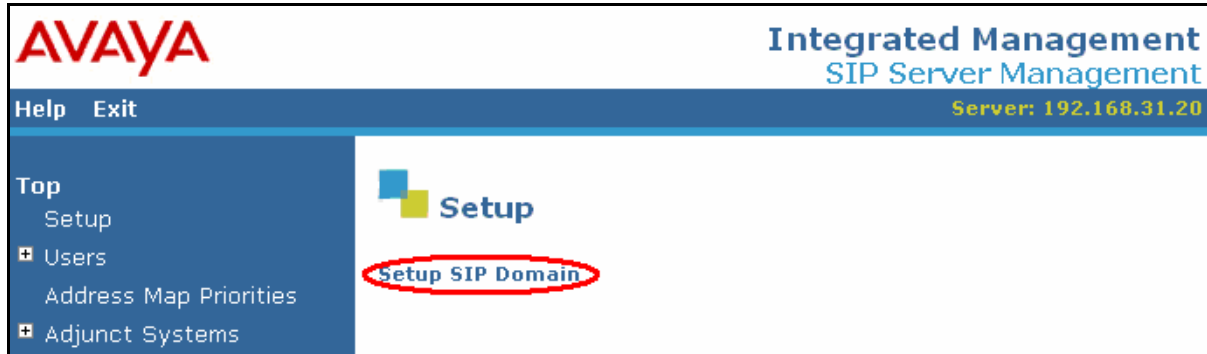 AVAYA
Integrated Management
SIP Server Management
Help Exit
Server: 192.168.31.20
Top
Setup
Users
Address Map Priorities
Adjunct Systems
Setup
Setup SIP Domain